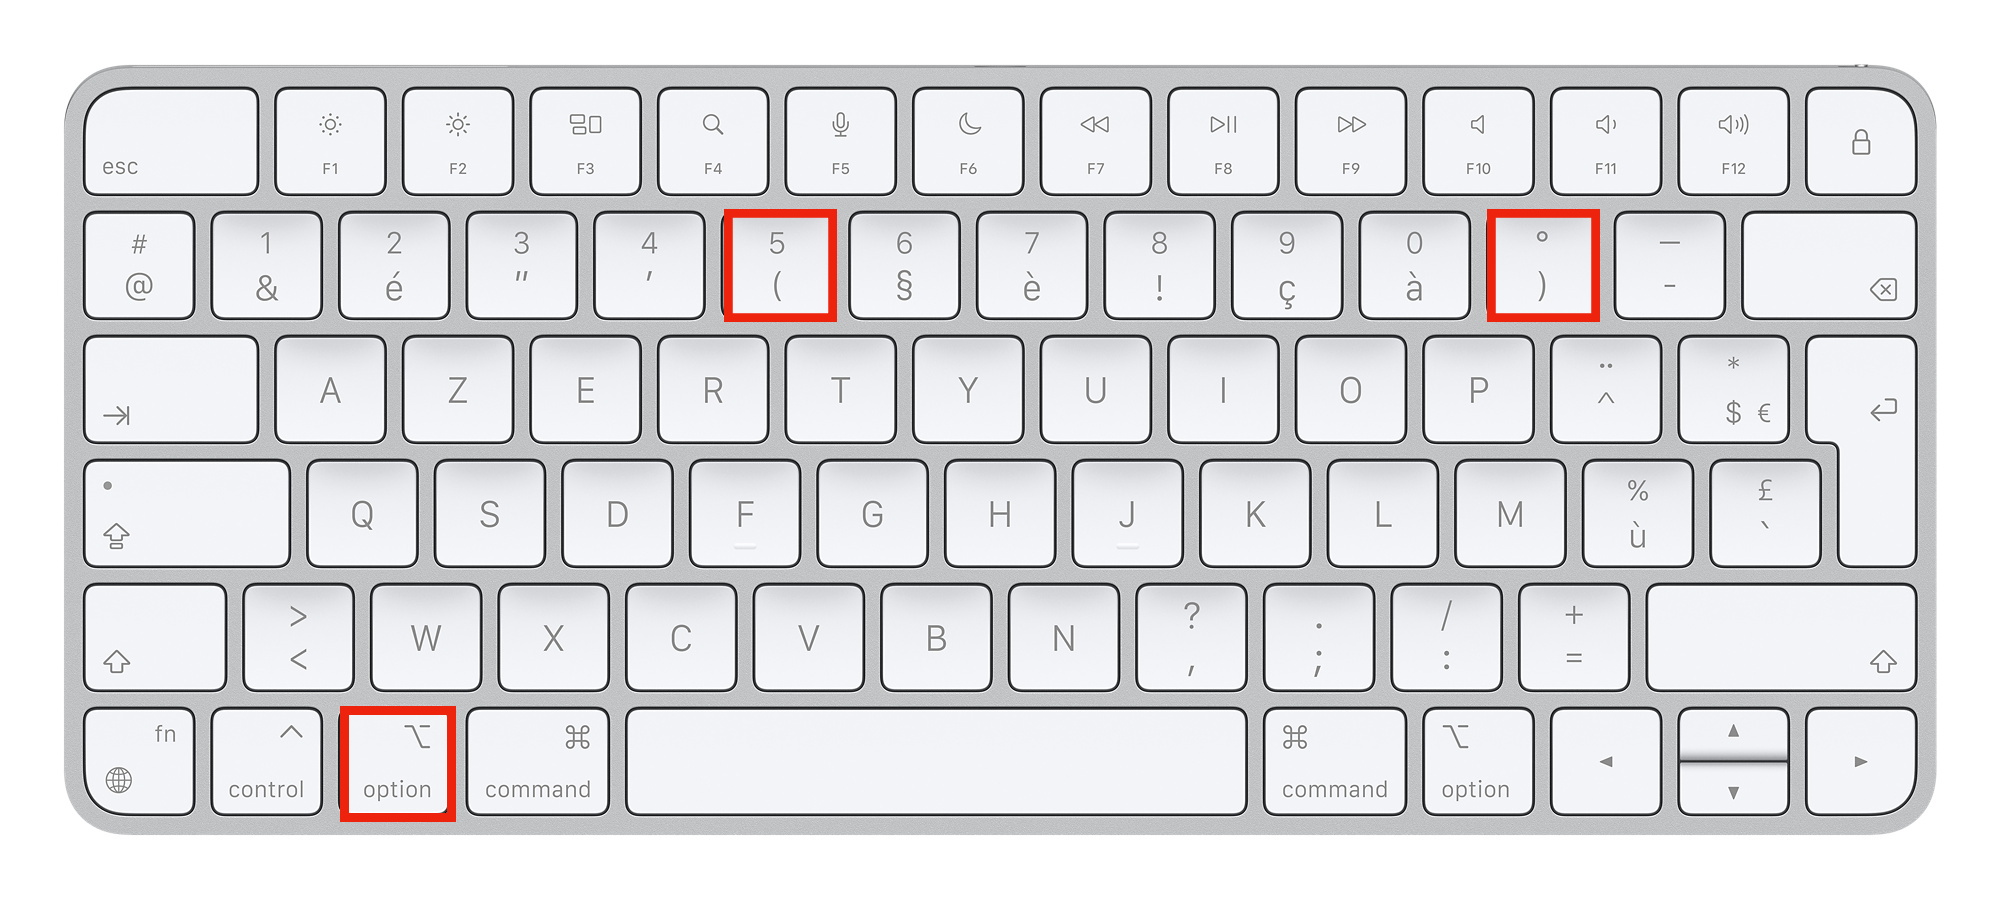 esc F1 F2 F3 F4 F5 F6 F7 F8 F9 F10 F11 F12
# 1 2 3 4 5 6 7 8 9 0 ° _
@ & é " ' ( § è ! ç à ) -
A Z E R T Y U I O P ¨ ^ * $ €
Q S D F G H J K L M % ù £ `
> < W X C V B N ? , . ; / : + =
fn ^ ⌥ ⌘ ⌘ ⌥
control option command command option